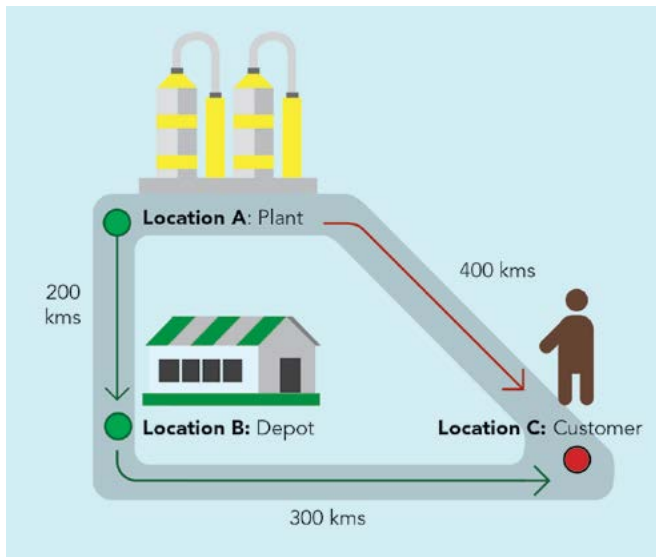 Location A: Plant
400 kms
200
kms
Location B: Depot
Location C: Customer
300 kms